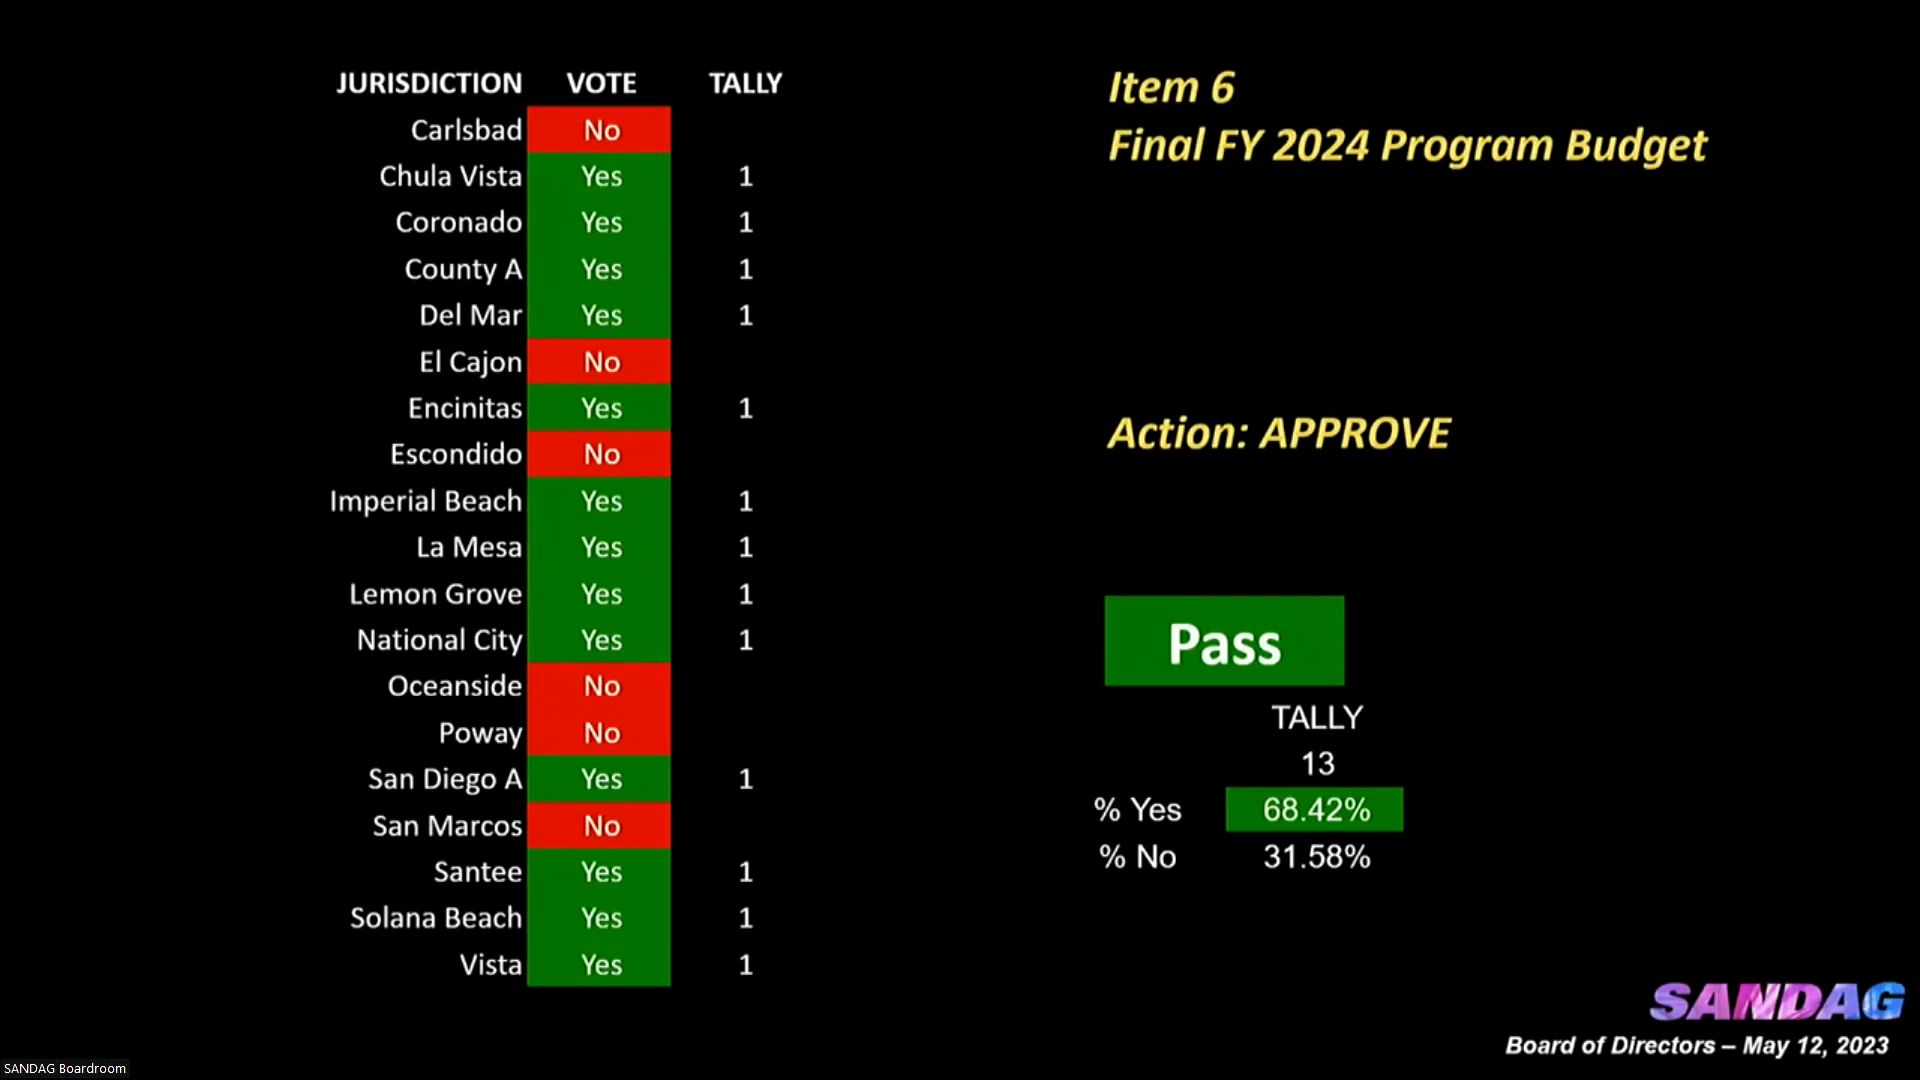 JURISDICTION VOTE TALLY
Carlsbad No
Chula Vista Yes 1
Coronado Yes 1
County A Yes 1
Del Mar Yes 1
El Cajon No
Encinitas Yes 1
Escondido No
Imperial Beach Yes 1
La Mesa Yes 1
Lemon Grove Yes 1
National City Yes 1
Oceanside No
Poway No
San Diego A Yes 1
San Marcos No
Santee Yes 1
Solana Beach Yes 1
Vista Yes 1
Item 6
Final FY 2024 Program Budget
Action: APPROVE
Pass
TALLY
13
% Yes 68.42%
% No 31.58%
SANDAG
Board of Directors – May 12, 2023
SANDAG Boardroom